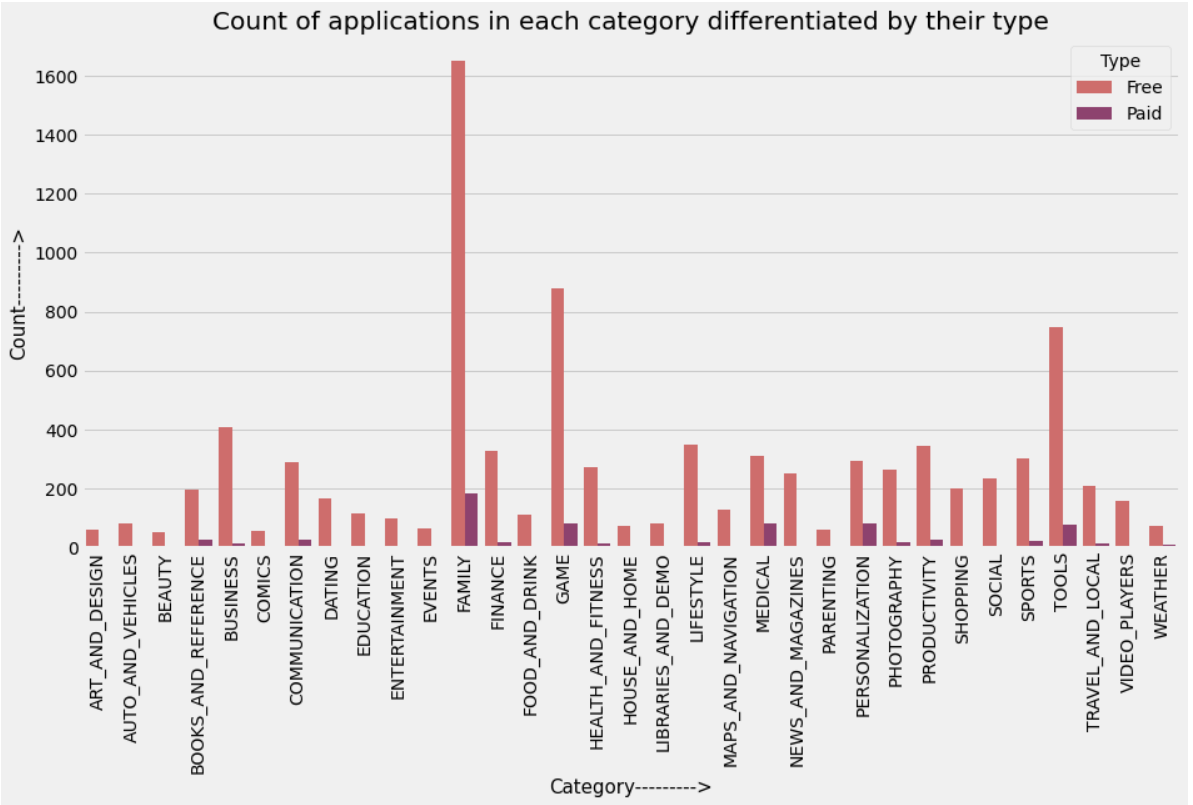 Count of applications in each category differentiated by their type
Type
Free
Paid
1600
1400
1200
1000
800
600
400
200
0
Count--------->
ART_AND_DESIGN
AUTO_AND_VEHICLES
BEAUTY
BOOKS_AND_REFERENCE
BUSINESS
COMICS
COMMUNICATION
DATING
EDUCATION
ENTERTAINMENT
EVENTS
FAMILY
FINANCE
FOOD_AND_DRINK
GAME
HEALTH_AND_FITNESS
HOUSE_AND_HOME
LIBRARIES_AND_DEMO
LIFESTYLE
MAPS_AND_NAVIGATION
MEDICAL
NEWS_AND_MAGAZINES
PARENTING
PERSONALIZATION
PHOTOGRAPHY
PRODUCTIVITY
SHOPPING
SOCIAL
SPORTS
TOOLS
TRAVEL_AND_LOCAL
VIDEO_PLAYERS
WEATHER
Category--------->